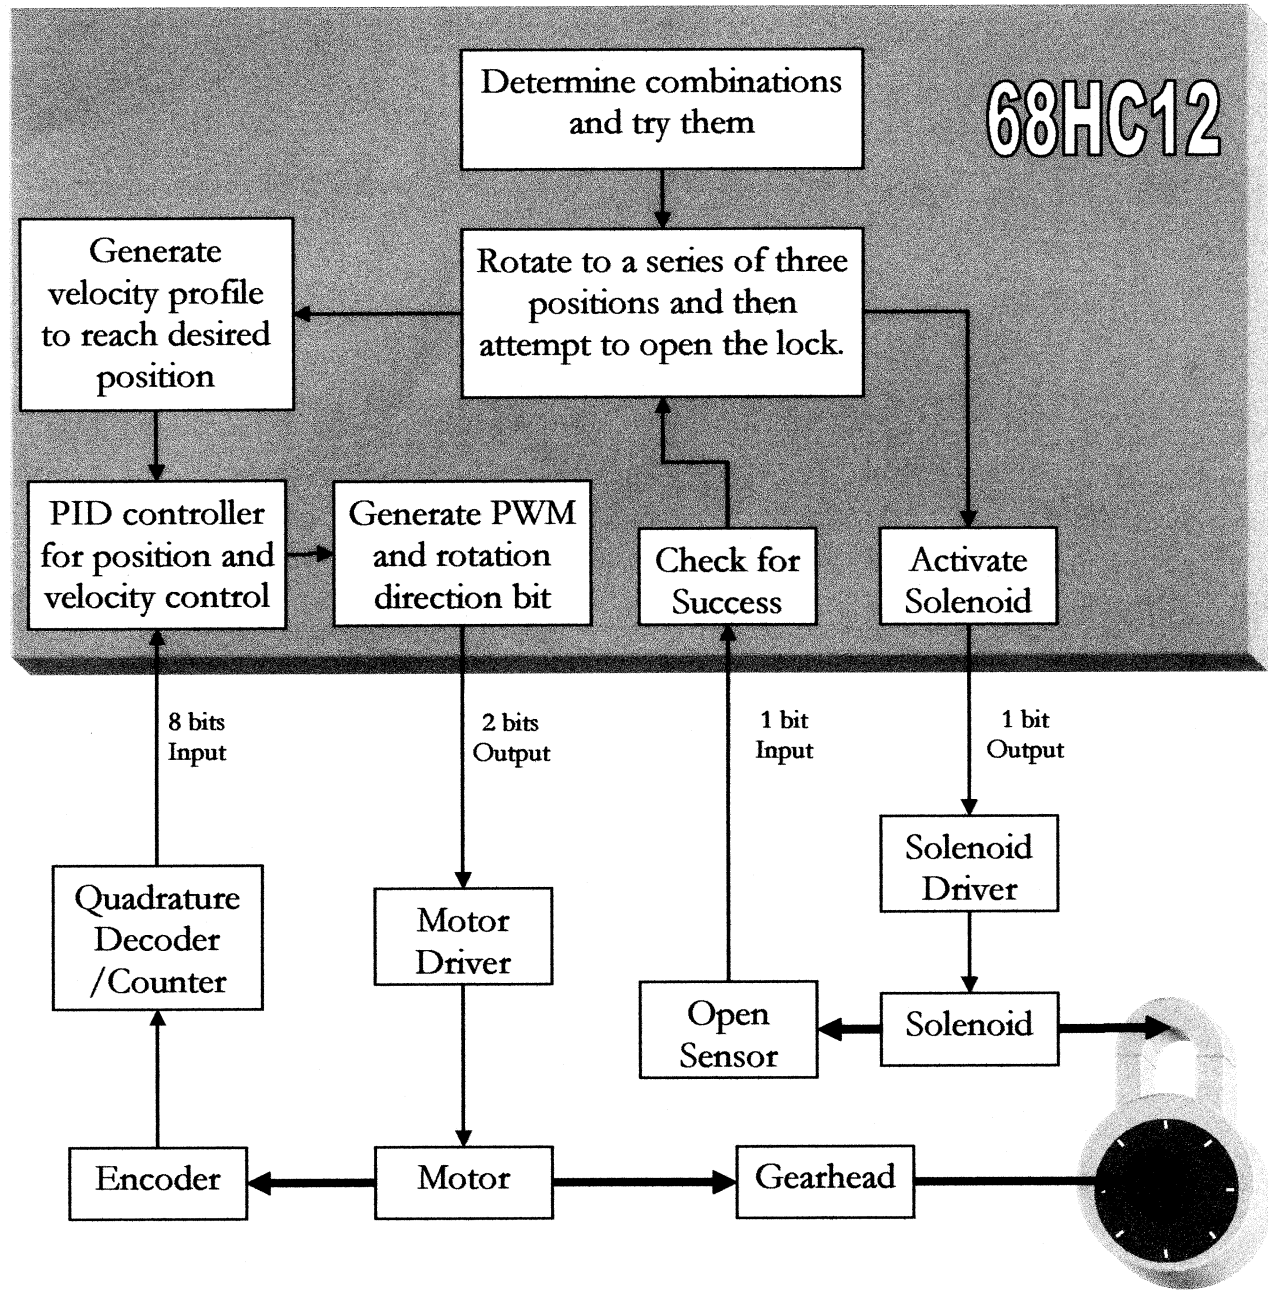 Determine combinations
and try them
68HC12
Generate
velocity profile
to reach desired
position
Rotate to a series of three
positions and then
attempt to open the lock.
PID controller
for position and
velocity control
Generate PWM
and rotation
direction bit
Check for
Success
Activate
Solenoid
8 bits
Input
2 bits
Output
1 bit
Input
1 bit
Output
Quadrature
Decoder
/Counter
Motor
Driver
Solenoid
Driver
Open
Sensor
Solenoid
Encoder
Motor
Gearhead